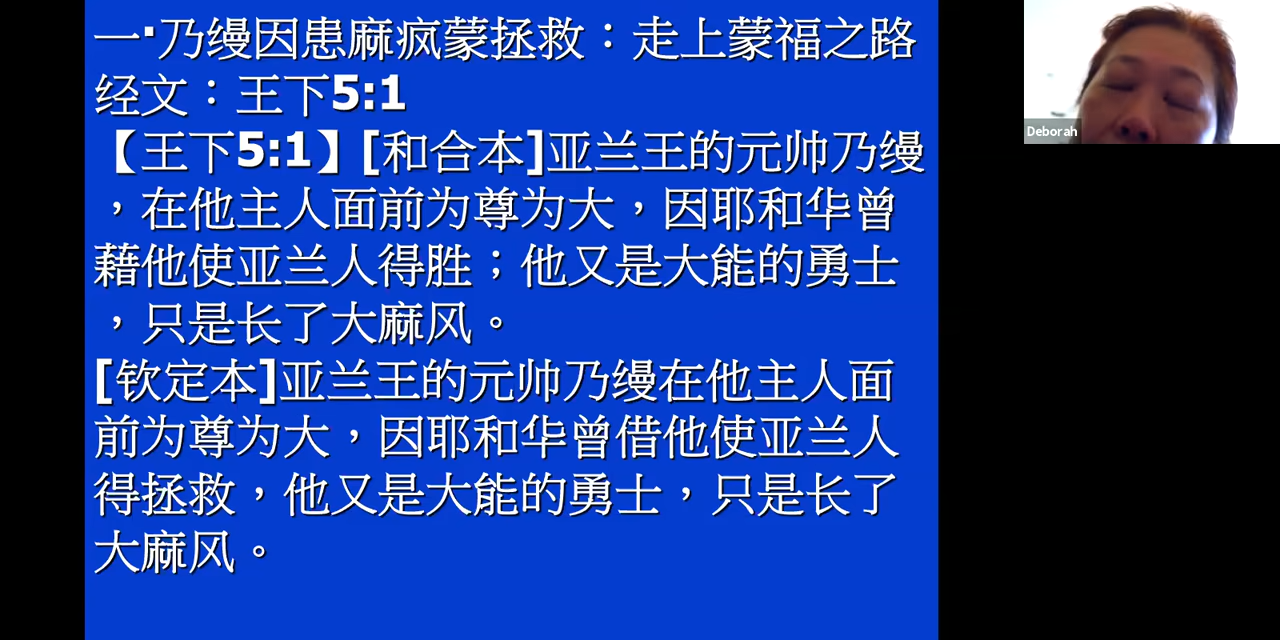 一·乃缦因患麻疯蒙拯救：走上蒙福之路
经文：王下5:1
【王下5:1】[和合本]亚兰王的元帅乃缦
，在他主人面前为尊为大，因耶和华曾
藉他使亚兰人得胜；他又是大能的勇士
，只是长了大麻风。
[钦定本]亚兰王的元帅乃缦在他主人面
前为尊为大，因耶和华曾借他使亚兰人
得拯救，他又是大能的勇士，只是长了
大麻风。
Deborah